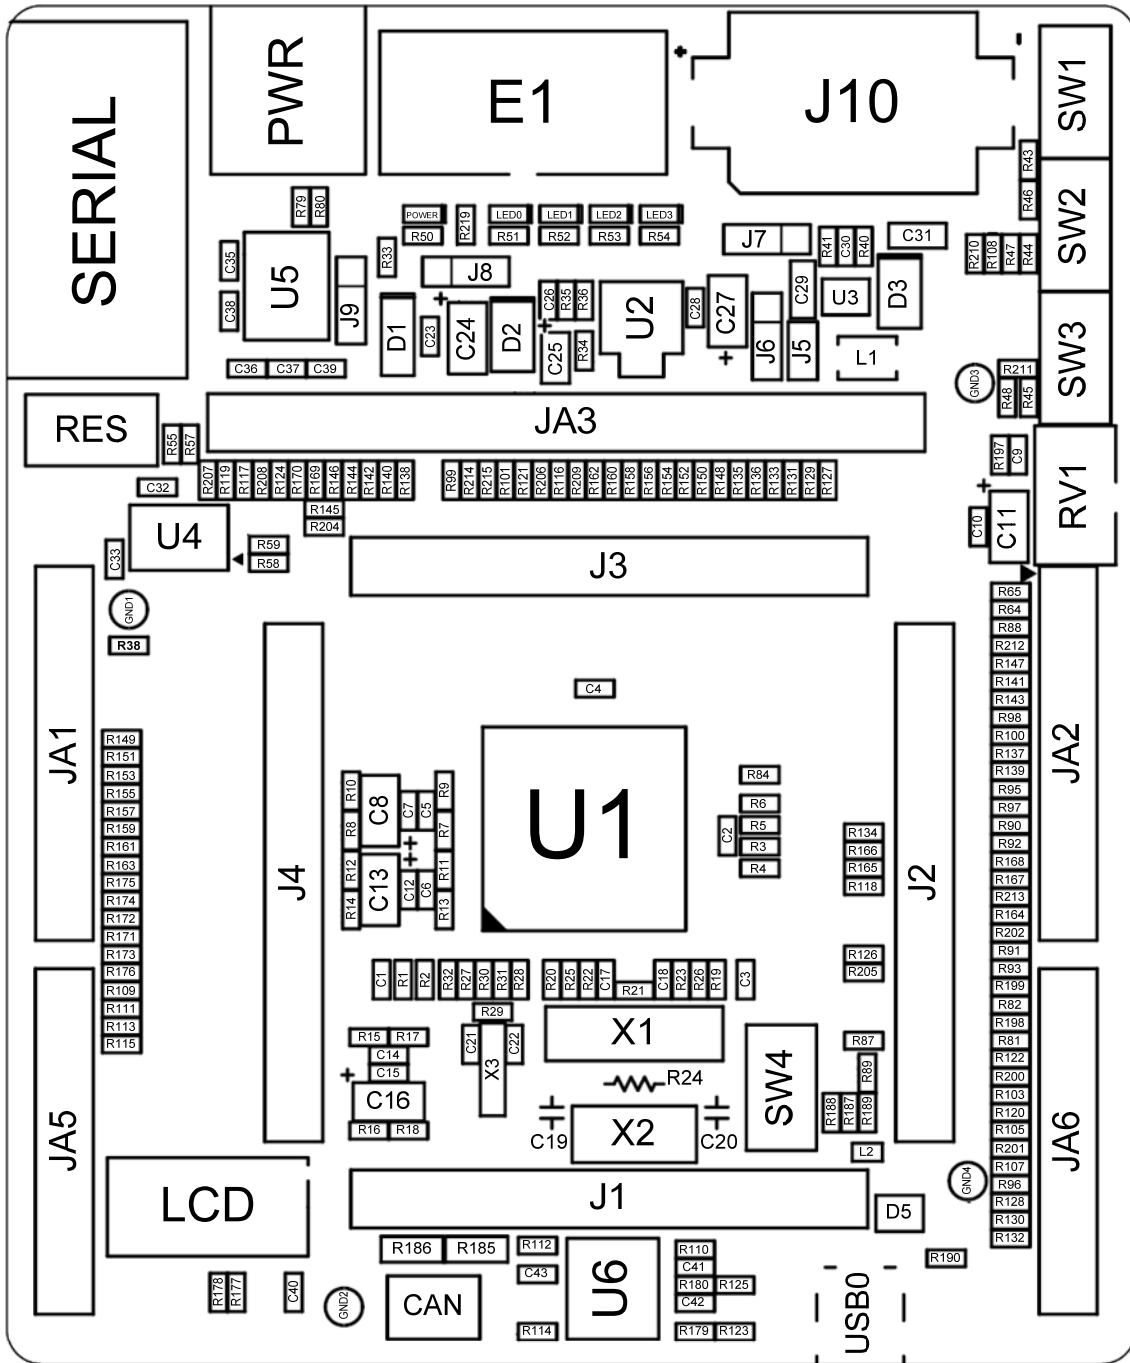 SERIAL
PWR
E1
+
J10
-
SW1
R43
R46
SW2
R79
R80
POWER
R219
LED0
LED1
LED2
LED3
R50
R51
R52
R53
R54
J7
R41
C30
R40
C31
R210
R108
R47
R44
C35
C38
U5
R33
J9
J8
D1
+
C23
C24
D2
C26
R35
R36
+
C25
R34
U2
C28
C27
+
C29
J6
J5
U3
D3
L1
SW3
GND3
R211
R48
R45
C36
C37
C39
RES
R55
R57
JA3
R197
C9
RV1
C32
R207
R119
R117
R208
R124
R170
R169
R146
R144
R142
R140
R138
R99
R214
R215
R101
R121
R206
R116
R209
R162
R160
R158
R156
R154
R152
R150
R148
R135
R136
R133
R131
R129
R127
R145
R204
+
C10
C11
U4
C33
R59
R58
J3
GND1
R38
R65
R64
R88
R212
R147
R141
R143
R98
R100
R137
R139
R95
R97
R90
R92
R168
R167
R213
R164
R202
R91
R93
R199
R82
R198
R81
R122
R200
R103
R120
R105
R201
R107
R96
R128
R130
R132
JA2
JA6
JA1
R149
R151
R153
R155
R157
R159
R161
R163
R175
R174
R172
R171
R173
R176
R109
R111
R113
R115
JA5
J4
C4
U1
R10
C8
C7
C5
R9
R8
+
R7
R12
C13
+
C12
C6
R11
R14
R13
R84
R6
C2
R5
R3
R4
R134
R166
R165
R118
J2
R126
R205
C1
R1
R2
R32
R27
R30
R31
R28
R20
R25
R22
C17
R21
C18
R23
R26
R19
C3
R29
C21
X3
C22
X1
R15
R17
C14
C15
+
C16
R16
R18
R24
C19
X2
C20
SW4
R87
R89
R188
R187
R189
L2
GND4
LCD
J1
D5
R186
R185
R112
C43
R114
U6
R110
C41
R180
R125
C42
R179
R123
R190
R178
R177
C40
GND2
CAN
USB0